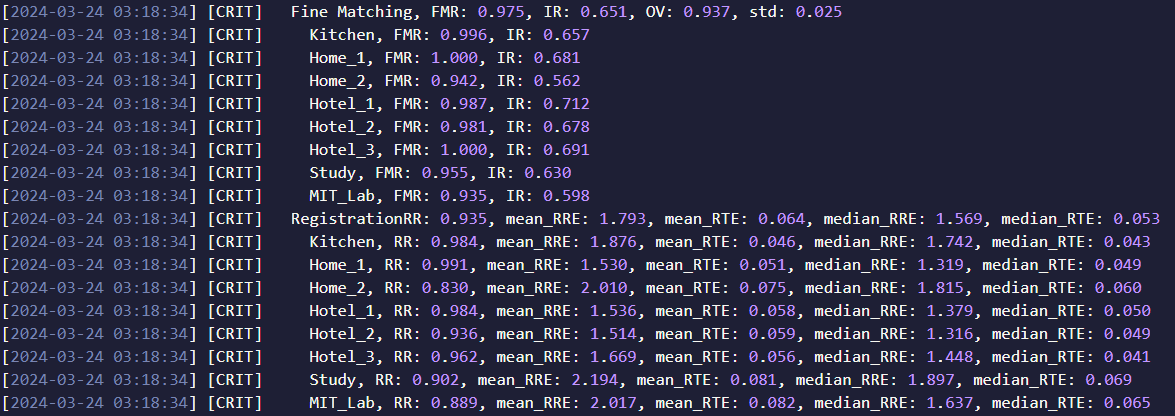 [2024-03-24 03:18:34] [CRIT] Fine Matching, FMR: 0.975, IR: 0.651, OV: 0.937, std: 0.025
[2024-03-24 03:18:34] [CRIT] Kitchen, FMR: 0.996, IR: 0.657
[2024-03-24 03:18:34] [CRIT] Home_1, FMR: 1.000, IR: 0.681
[2024-03-24 03:18:34] [CRIT] Home_2, FMR: 0.942, IR: 0.562
[2024-03-24 03:18:34] [CRIT] Hotel_1, FMR: 0.987, IR: 0.712
[2024-03-24 03:18:34] [CRIT] Hotel_2, FMR: 0.981, IR: 0.678
[2024-03-24 03:18:34] [CRIT] Hotel_3, FMR: 1.000, IR: 0.691
[2024-03-24 03:18:34] [CRIT] Study, FMR: 0.955, IR: 0.630
[2024-03-24 03:18:34] [CRIT] MIT_Lab, FMR: 0.935, IR: 0.598
[2024-03-24 03:18:34] [CRIT] RegistrationRR: 0.935, mean_RRE: 1.793, mean_RTE: 0.064, median_RRE: 1.569, median_RTE: 0.053
[2024-03-24 03:18:34] [CRIT] Kitchen, RR: 0.984, mean_RRE: 1.876, mean_RTE: 0.046, median_RRE: 1.742, median_RTE: 0.043
[2024-03-24 03:18:34] [CRIT] Home_1, RR: 0.991, mean_RRE: 1.530, mean_RTE: 0.051, median_RRE: 1.319, median_RTE: 0.049
[2024-03-24 03:18:34] [CRIT] Home_2, RR: 0.830, mean_RRE: 2.010, mean_RTE: 0.075, median_RRE: 1.815, median_RTE: 0.060
[2024-03-24 03:18:34] [CRIT] Hotel_1, RR: 0.984, mean_RRE: 1.536, mean_RTE: 0.058, median_RRE: 1.379, median_RTE: 0.050
[2024-03-24 03:18:34] [CRIT] Hotel_2, RR: 0.936, mean_RRE: 1.514, mean_RTE: 0.059, median_RRE: 1.316, median_RTE: 0.049
[2024-03-24 03:18:34] [CRIT] Hotel_3, RR: 0.962, mean_RRE: 1.669, mean_RTE: 0.056, median_RRE: 1.448, median_RTE: 0.041
[2024-03-24 03:18:34] [CRIT] Study, RR: 0.902, mean_RRE: 2.194, mean_RTE: 0.081, median_RRE: 1.897, median_RTE: 0.069
[2024-03-24 03:18:34] [CRIT] MIT_Lab, RR: 0.889, mean_RRE: 2.017, mean_RTE: 0.082, median_RRE: 1.637, median_RTE: 0.065